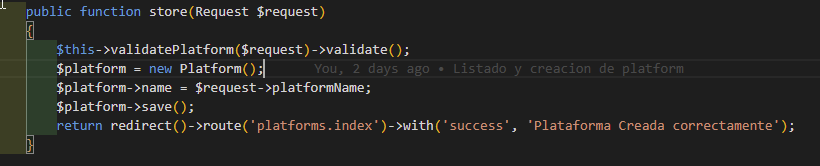 public function store(Request $request)
{
    $this->validatePlatform($request)->validate();
    $platform = new Platform();     You, 2 days ago • Listado y creacion de platform
    $platform->name = $request->platformName;
    $platform->save();
    return redirect()->route('platforms.index')->with('success', 'Plataforma Creada correctamente');
}